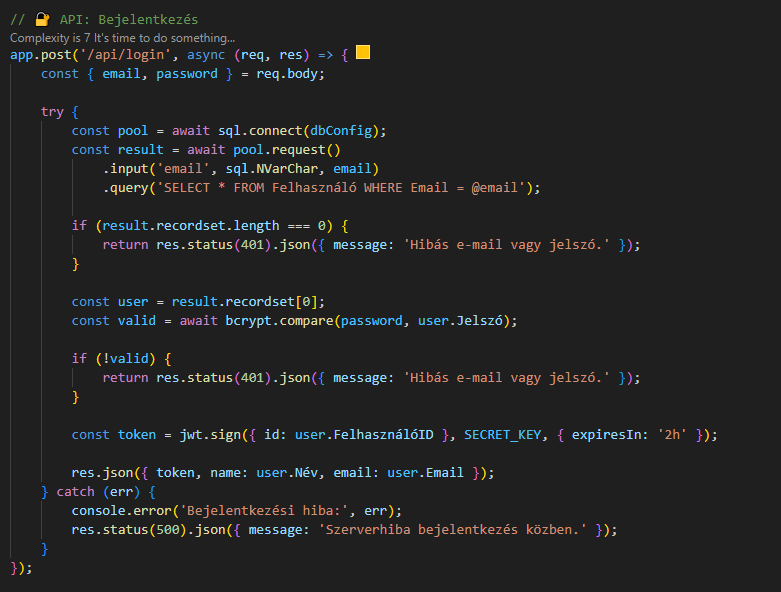 // 🔐 API: Bejelentkezés
Complexity is 7 It's time to do something...
app.post('/api/login', async (req, res) => {
    const { email, password } = req.body;

    try {
        const pool = await sql.connect(dbConfig);
        const result = await pool.request()
            .input('email', sql.NVarChar, email)
            .query('SELECT * FROM Felhasználó WHERE Email = @email');

        if (result.recordset.length === 0) {
            return res.status(401).json({ message: 'Hibás e-mail vagy jelszó.' });
        }

        const user = result.recordset[0];
        const valid = await bcrypt.compare(password, user.Jelszó);

        if (!valid) {
            return res.status(401).json({ message: 'Hibás e-mail vagy jelszó.' });
        }

        const token = jwt.sign({ id: user.FelhasználóID }, SECRET_KEY, { expiresIn: '2h' });

        res.json({ token, name: user.Név, email: user.Email });
    } catch (err) {
        console.error('Bejelentkezési hiba:', err);
        res.status(500).json({ message: 'Szerverhiba bejelentkezés közben.' });
    }
});